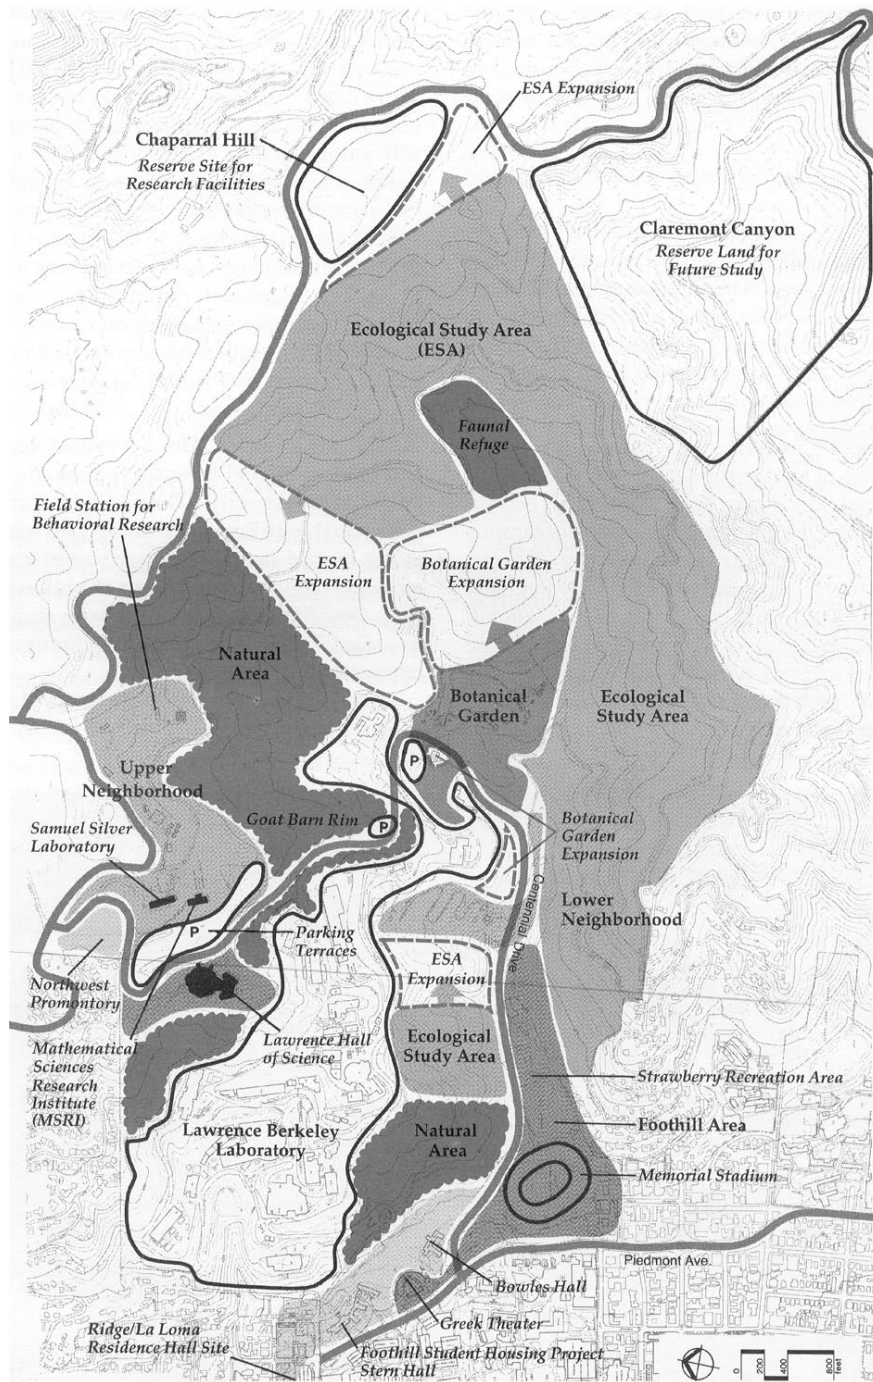 ESA Expansion
Chaparral Hill
Reserve Site for
Research Facilities
Claremont Canyon
Reserve Land for
Future Study
Ecological Study Area
(ESA)
Faunal
Refuge
Field Station for
Behavioral Research
ESA
Expansion
Botanical Garden
Expansion
Natural
Area
Botanical
Garden
Ecological
Study Area
Upper
Neighborhood
P
Goat Barn Rim
P
Samuel Silver
Laboratory
Botanical
Garden
Expansion
Centennial Drive
Lower
Neighborhood
P
Parking
Terraces
Northwest
Promontory
ESA
Expansion
Mathematical
Sciences
Research
Institute
(MSRI)
Lawrence Hall
of Science
Ecological
Study Area
Strawberry Recreation Area
Lawrence Berkeley
Laboratory
Natural
Area
Foothill Area
Memorial Stadium
Piedmont Ave.
Bowles Hall
Greek Theater
Ridge/La Loma
Residence Hall Site
Foothill Student Housing Project
Stern Hall
0
200
400
800
feet